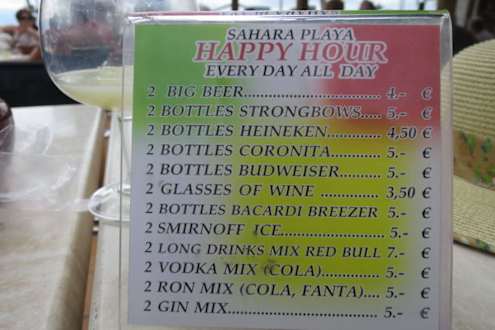 SAHARA PLAYA
HAPPY HOUR
EVERY DAY ALL DAY
2 BIG BEER................................ 4.- €
2 BOTTLES STRONGBOWS..... 5.- €
2 BOTTLES HEINEKEN............ 4,50 €
2 BOTTLES CORONITA............ 5.- €
2 BOTTLES BUDWEISER.......... 5.- €
2 GLASSES OF WINE ............... 3,50 €
2 BOTTLES BACARDI BREEZER 5.- €
2 SMIRNOFF ICE........................ 5.- €
2 LONG DRINKS MIX RED BULL 7.- €
2 VODKA MIX (COLA)............... 5.- €
2 RON MIX (COLA, FANTA).... 5.- €
2 GIN MIX................................... 5.- €